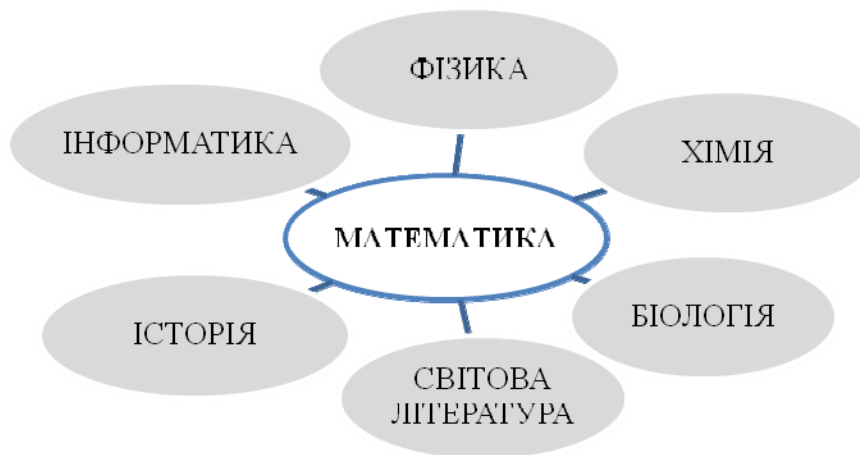 ФІЗИКА
ІНФОРМАТИКА
ХІМІЯ
МАТЕМАТИКА
ІСТОРІЯ
БІОЛОГІЯ
СВІТОВА
ЛІТЕРАТУРА